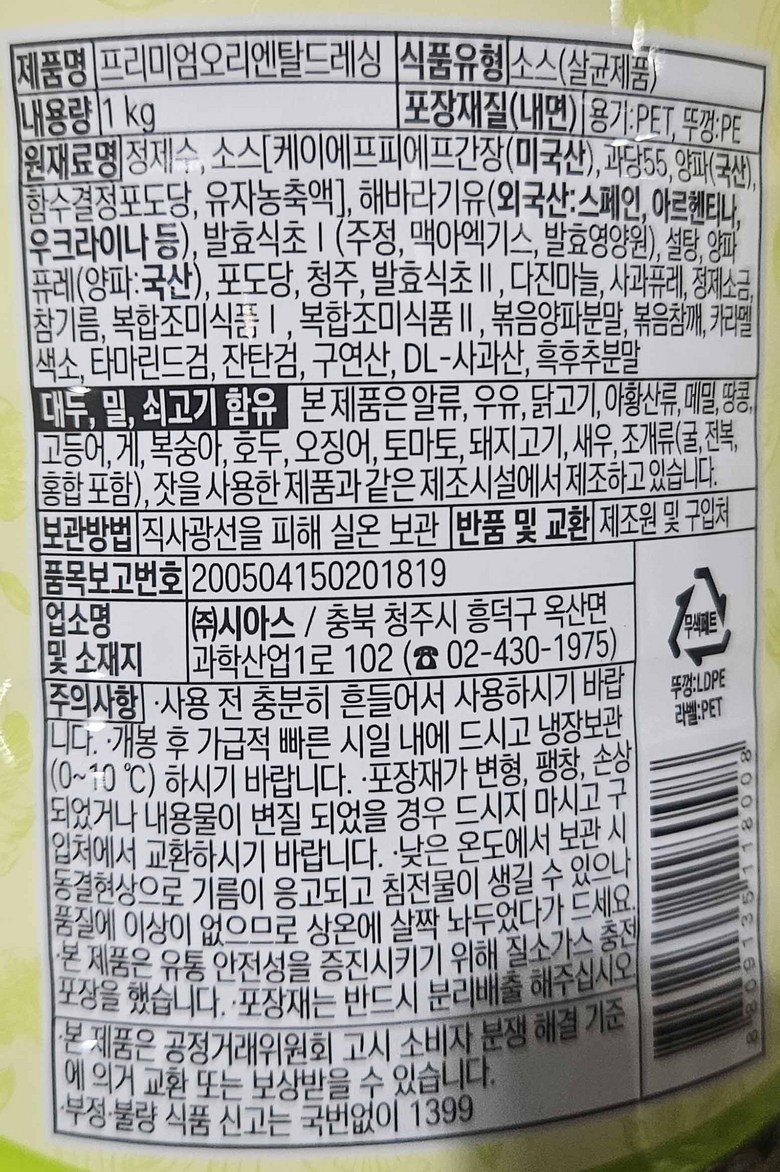 제품명 프리미엄오리엔탈드레싱 식품유형 소스(살균제품)
내용량 1 kg 포장재질(내면) 용기:PET, 뚜껑:PE
원재료명 정제수, 소스[케이에프피에프간장(미국산), 과당55, 양파(국산),
함수결정포도당, 유자농축액], 해바라기유(외국산:스페인, 아르헨티나,
우크라이나 등), 발효식초Ⅰ(주정, 맥아엑기스, 발효영양원), 설탕, 양파
퓨레(양파:국산), 포도당, 청주, 발효식초Ⅱ, 다진마늘, 사과퓨레, 정제소금,
참기름, 복합조미식품Ⅰ, 복합조미식품Ⅱ, 볶음양파분말, 볶음참깨, 카라멜
색소, 타마린드검, 잔탄검, 구연산, DL-사과산, 흑후추분말
대두, 밀, 쇠고기 함유 본 제품은 알류, 우유, 닭고기, 아황산류, 메밀, 땅콩,
고등어, 게, 복숭아, 호두, 오징어, 토마토, 돼지고기, 새우, 조개류(굴, 전복,
홍합 포함), 잣을 사용한 제품과 같은 제조시설에서 제조하고 있습니다.
보관방법 직사광선을 피해 실온 보관 반품 및 교환 제조원 및 구입처
품목보고번호 200504150201819
업소명 및 소재지 ㈜시아스 / 충북 청주시 흥덕구 옥산면
과학산업1로 102 (☎ 02-430-1975)
무색페트
뚜껑:LDPE
라벨:PET
주의사항 ·사용 전 충분히 흔들어서 사용하시기 바랍
니다. ·개봉 후 가급적 빠른 시일 내에 드시고 냉장보관
(0~10 ℃) 하시기 바랍니다. ·포장재가 변형, 팽창, 손상
되었거나 내용물이 변질 되었을 경우 드시지 마시고 구
입처에서 교환하시기 바랍니다. ·낮은 온도에서 보관 시
동결현상으로 기름이 응고되고 침전물이 생길 수 있으나
품질에 이상이 없으므로 상온에 살짝 놔두었다가 드세요.
·본 제품은 유통 안전성을 증진시키기 위해 질소가스 충전
포장을 했습니다. ·포장재는 반드시 분리배출 해주십시오.
·본 제품은 공정거래위원회 고시 소비자 분쟁 해결 기준
에 의거 교환 또는 보상받을 수 있습니다.
·부정·불량 식품 신고는 국번없이 1399
8809135118008